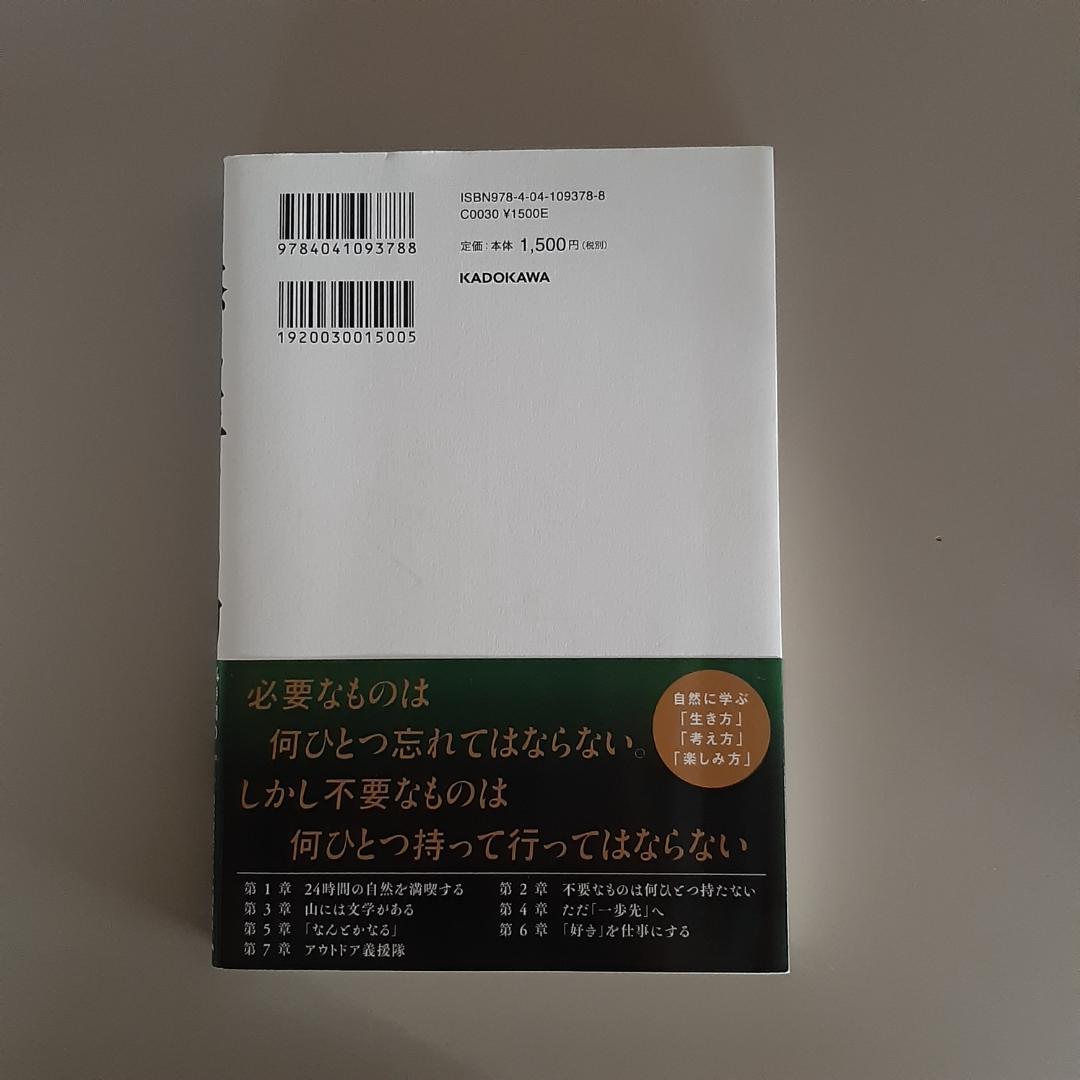 9784041093788
1920030015005
ISBN978-4-04-109378-8
C0030 ¥1500E
定価:本体 1,500円(税別)
KADOKAWA
必要なものは
何ひとつ忘れてはならない。
しかし不要なものは
何ひとつ持って行ってはならない
自然に学ぶ
「生き方」
「考え方」
「楽しみ方」
第1章 24時間の自然を満喫する
第2章 不要なものは何ひとつ持たない
第3章 山には文学がある
第4章 ただ「一歩先」へ
第5章 「なんとかなる」
第6章 「好き」を仕事にする
第7章 アウトドア義援隊